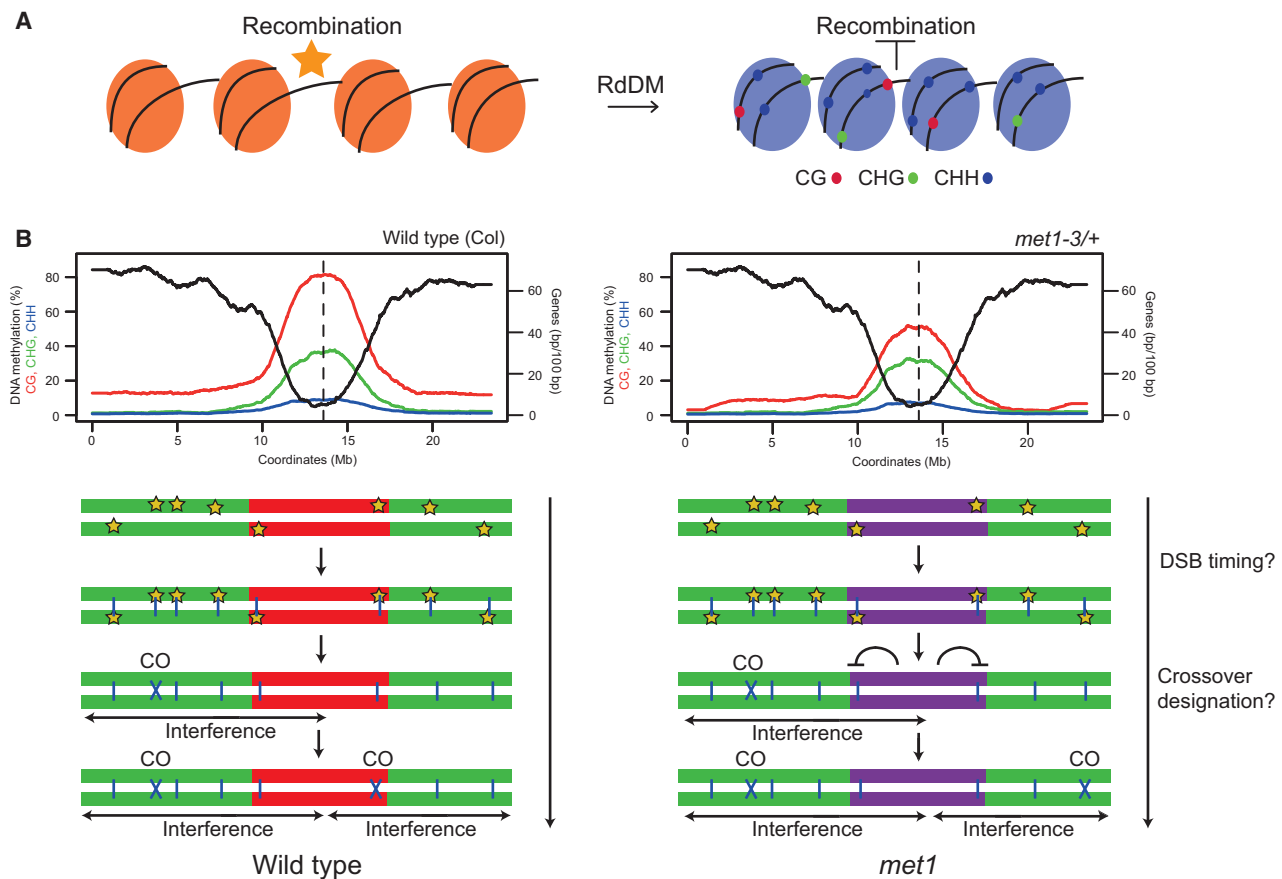 A
Recombination
RdDM
Recombination
CG
CHG
CHH
B
Wild type (Col)
DNA methylation (%)
CG, CHG, CHH
80
60
40
20
0
60
40
20
0
Genes (bp/100 bp)
0 5 10 15 20
Coordinates (Mb)
met1-3/+
DNA methylation (%)
CG, CHG, CHH
80
60
40
20
0
60
40
20
0
Genes (bp/100 bp)
0 5 10 15 20
Coordinates (Mb)
CO
Interference
CO
CO
Interference
Interference
Wild type
CO
Interference
CO
CO
Interference
Interference
met1
DSB timing?
Crossover
designation?